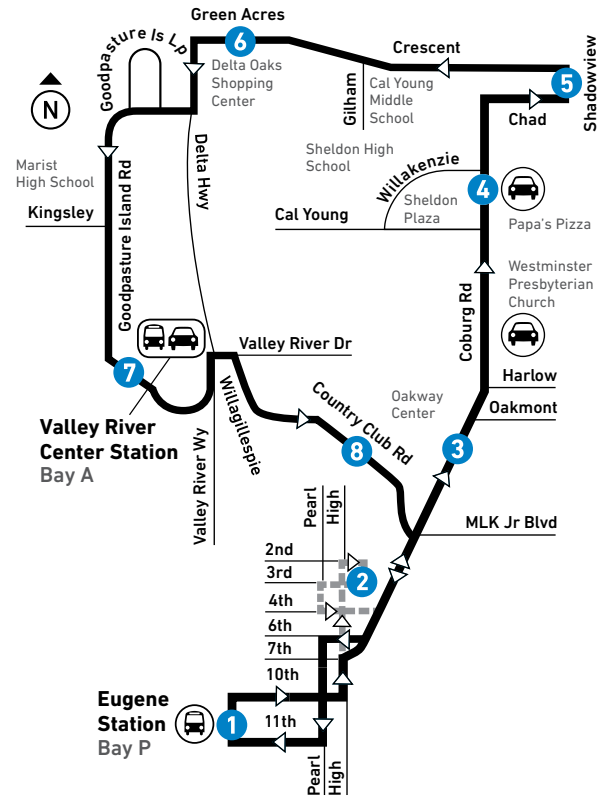 Green Acres
6
Crescent
Goodpasture Is Lp
Delta Oaks
Shopping
Center
Gilham
Cal Young
Middle
School
5
Shadowview
N
Chad
Delta Hwy
Sheldon High
School
Willakenzie
Marist
High School
4
Sheldon
Plaza
Kingsley
Cal Young
Papa's Pizza
Goodpasture Island Rd
Westminster
Presbyterian
Church
Coburg Rd
Valley River Dr
7
Harlow
Willagillespie
Country Club Rd
Oakway
Center
Oakmont
Valley River
Center Station
Bay A
8
3
Valley River Wy
Pearl
High
MLK Jr Blvd
2nd
3rd
2
4th
6th
7th
10th
Eugene
Station
Bay P
1
11th
Pearl
High